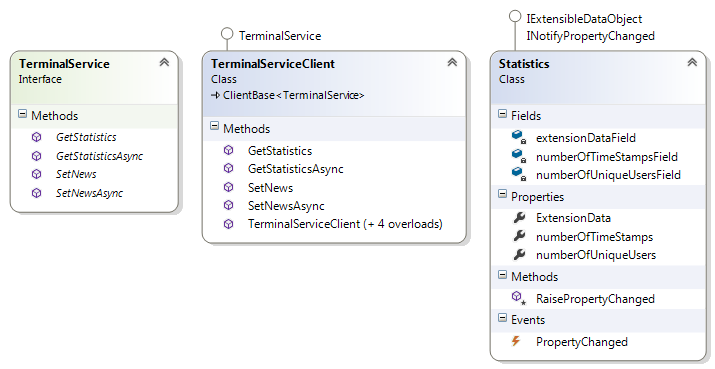 TerminalService
Interface
Methods
GetStatistics
GetStatisticsAsync
SetNews
SetNewsAsync
TerminalService
TerminalServiceClient
Class
ClientBase<TerminalService>
Methods
GetStatistics
GetStatisticsAsync
SetNews
SetNewsAsync
TerminalServiceClient (+ 4 overloads)
IExtensibleDataObject
INotifyPropertyChanged
Statistics
Class
Fields
extensionDataField
numberOfTimeStampsField
numberOfUniqueUsersField
Properties
ExtensionData
numberOfTimeStamps
numberOfUniqueUsers
Methods
RaisePropertyChanged
Events
PropertyChanged